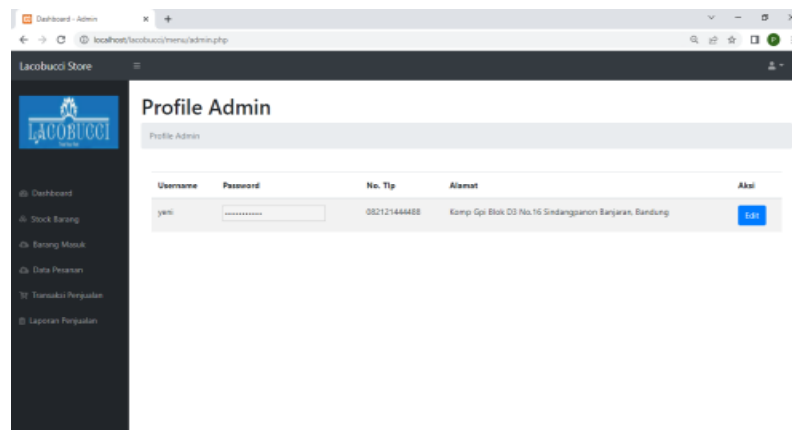 Dashboard - Admin
localhost/lacobucci/menu/admin.php
P
Lacobucci Store
LACOBUCCI
Profile Admin
Profile Admin
Username Password No. Tlp Alamat Aksi
yeni ----------- 082121444488 Komp Gpi Blok D3 No.16 Sindangpanon Banjaran, Bandung Edit
Dashboard
Stock Barang
Barang Masuk
Data Pesanan
Transaksi Penjualan
Laporan Penjualan